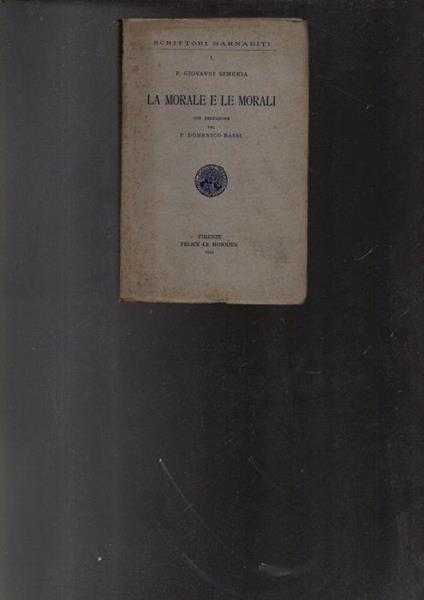 SCRITTORI BARNABITI
I.
P. GIOVANNI SEMERIA
LA MORALE E LE MORALI
CON PREFAZIONE
DEL
P. DOMENICO BASSI
FIRENZE
FELICE LE MONNIER